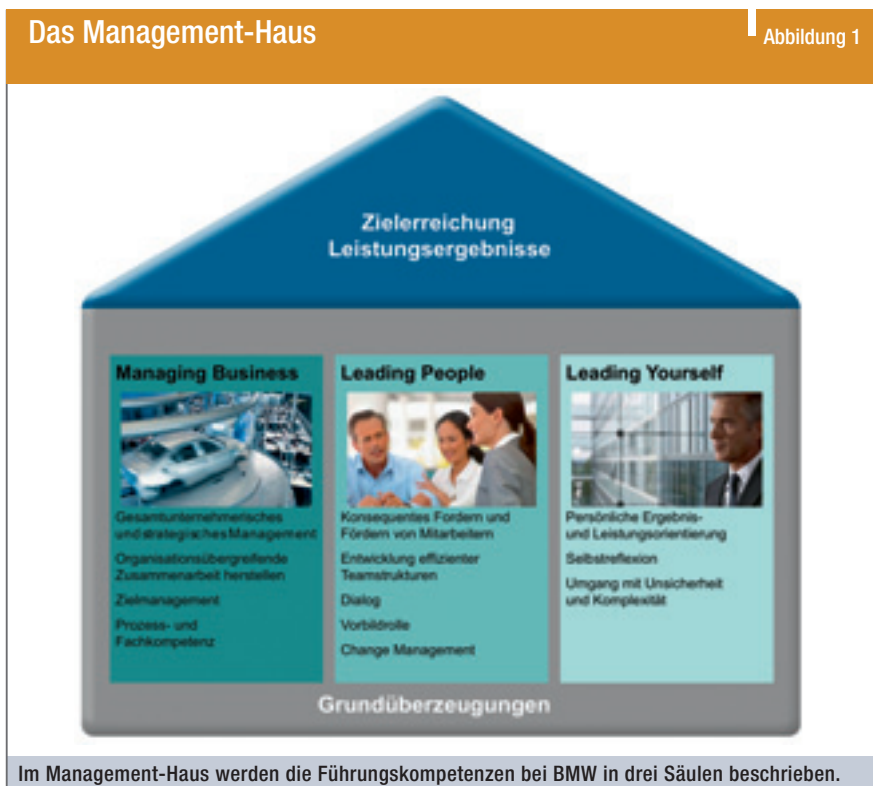 Das Management-Haus
Abbildung 1
Zielerreichung
Leistungsergebnisse
Managing Business
Gesamtunternehmerisches
und strategisches Management
Organisationsübergreifende
Zusammenarbeit herstellen
Zielmanagement
Prozess- und
Fachkompetenz
Leading People
Konsequentes Fordern und
Fördern von Mitarbeitern
Entwicklung effizienter
Teamstrukturen
Dialog
Vorbildrolle
Change Management
Leading Yourself
Persönliche Ergebnis-
und Leistungsorientierung
Selbstreflexion
Umgang mit Unsicherheit
und Komplexität
Grundüberzeugungen
Im Management-Haus werden die Führungskompetenzen bei BMW in drei Säulen beschrieben.